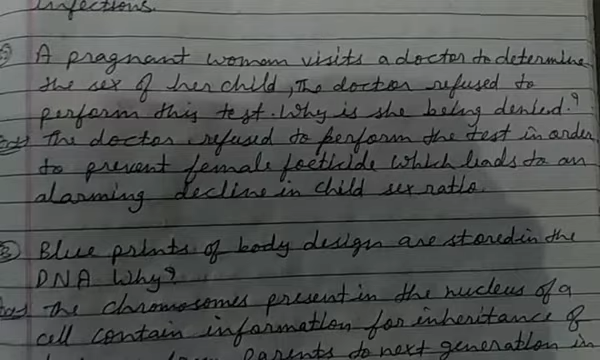 infections.
A pragnant woman visits a doctor to determine
the sex of her child, The doctor refused to
perform this test. Why is she being denied?
The doctor refused to perform the test in order
to prevent female foeticide which leads to an
alarming decline in child sex ratio.
Blue prints of body design are stored in the
DNA Why?
The chromosomes present in the nucleus of a
cell contain information for inheritance of
parents to next generation in